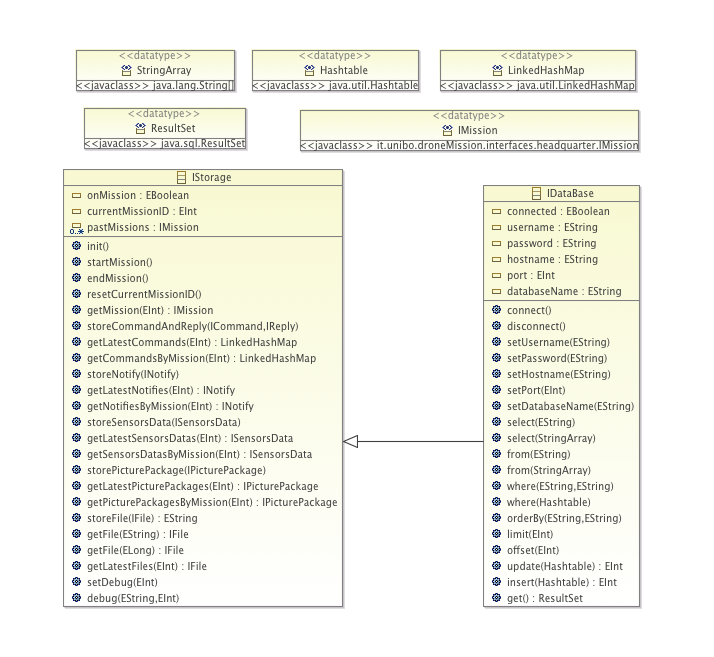 <<datatype>>
StringArray
<<javaclass>> java.lang.String[]
<<datatype>>
Hashtable
<<javaclass>> java.util.Hashtable
<<datatype>>
LinkedHashMap
<<javaclass>> java.util.LinkedHashMap
<<datatype>>
ResultSet
<<javaclass>> java.sql.ResultSet
<<datatype>>
IMission
<<javaclass>> it.unibo.droneMission.interfaces.headquarter.IMission
IStorage
onMission : EBoolean
currentMissionID : EInt
0..*
pastMissions : IMission
init()
startMission()
endMission()
resetCurrentMissionID()
getMission(EInt) : IMission
storeCommandAndReply(ICommand,IReply)
getLatestCommands(EInt) : LinkedHashMap
getCommandsByMission(EInt) : LinkedHashMap
storeNotify(INotify)
getLatestNotifies(EInt) : INotify
getNotifiesByMission(EInt) : INotify
storeSensorsData(ISensorsData)
getLatestSensorsDatas(EInt) : ISensorsData
getSensorsDatasByMission(EInt) : ISensorsData
storePicturePackage(IPicturePackage)
getLatestPicturePackages(EInt) : IPicturePackage
getPicturePackagesByMission(EInt) : IPicturePackage
storeFile(IFile) : EString
getFile(EString) : IFile
getFile(ELong) : IFile
getLatestFiles(EInt) : IFile
setDebug(EInt)
debug(EString,EInt)
IDataBase
connected : EBoolean
username : EString
password : EString
hostname : EString
port : EInt
databaseName : EString
connect()
disconnect()
setUsername(EString)
setPassword(EString)
setHostname(EString)
setPort(EInt)
setDatabaseName(EString)
select(EString)
select(StringArray)
from(EString)
from(StringArray)
where(EString,EString)
where(Hashtable)
orderBy(EString,EString)
limit(EInt)
offset(EInt)
update(Hashtable) : EInt
insert(Hashtable) : EInt
get() : ResultSet